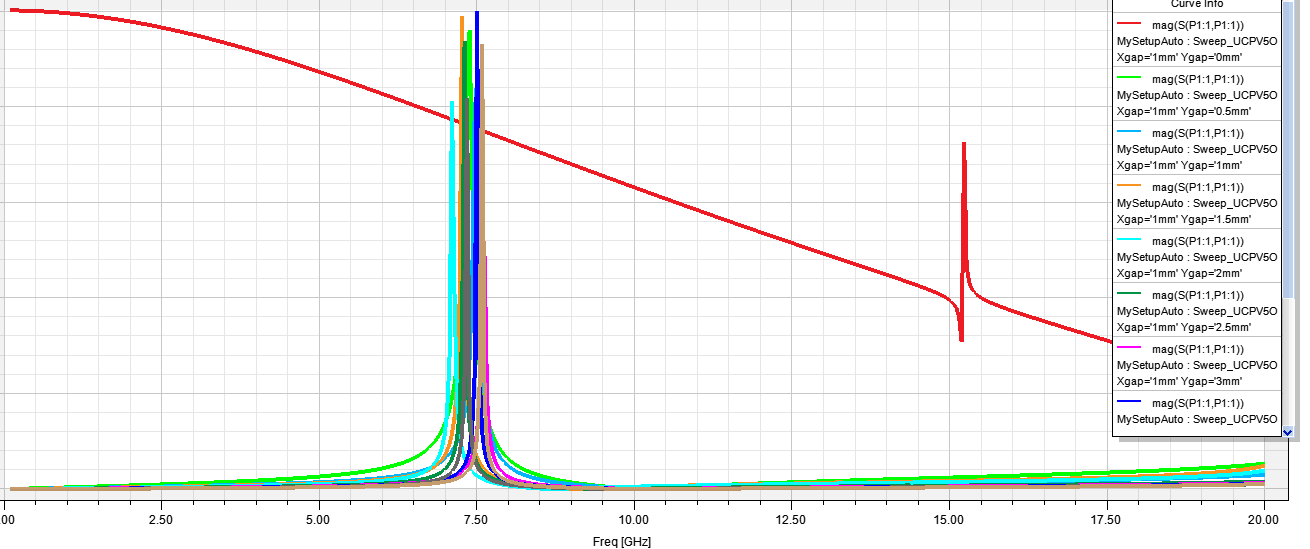 Curve Info
mag(S(P1:1,P1:1))
MySetupAuto : Sweep_UCPV5O
Xgap='1mm' Ygap='0mm'
mag(S(P1:1,P1:1))
MySetupAuto : Sweep_UCPV5O
Xgap='1mm' Ygap='0.5mm'
mag(S(P1:1,P1:1))
MySetupAuto : Sweep_UCPV5O
Xgap='1mm' Ygap='1mm'
mag(S(P1:1,P1:1))
MySetupAuto : Sweep_UCPV5O
Xgap='1mm' Ygap='1.5mm'
mag(S(P1:1,P1:1))
MySetupAuto : Sweep_UCPV5O
Xgap='1mm' Ygap='2mm'
mag(S(P1:1,P1:1))
MySetupAuto : Sweep_UCPV5O
Xgap='1mm' Ygap='2.5mm'
mag(S(P1:1,P1:1))
MySetupAuto : Sweep_UCPV5O
Xgap='1mm' Ygap='3mm'
mag(S(P1:1,P1:1))
MySetupAuto : Sweep_UCPV5O
.00 2.50 5.00 7.50 10.00 12.50 15.00 17.50 20.00
Freq [GHz]